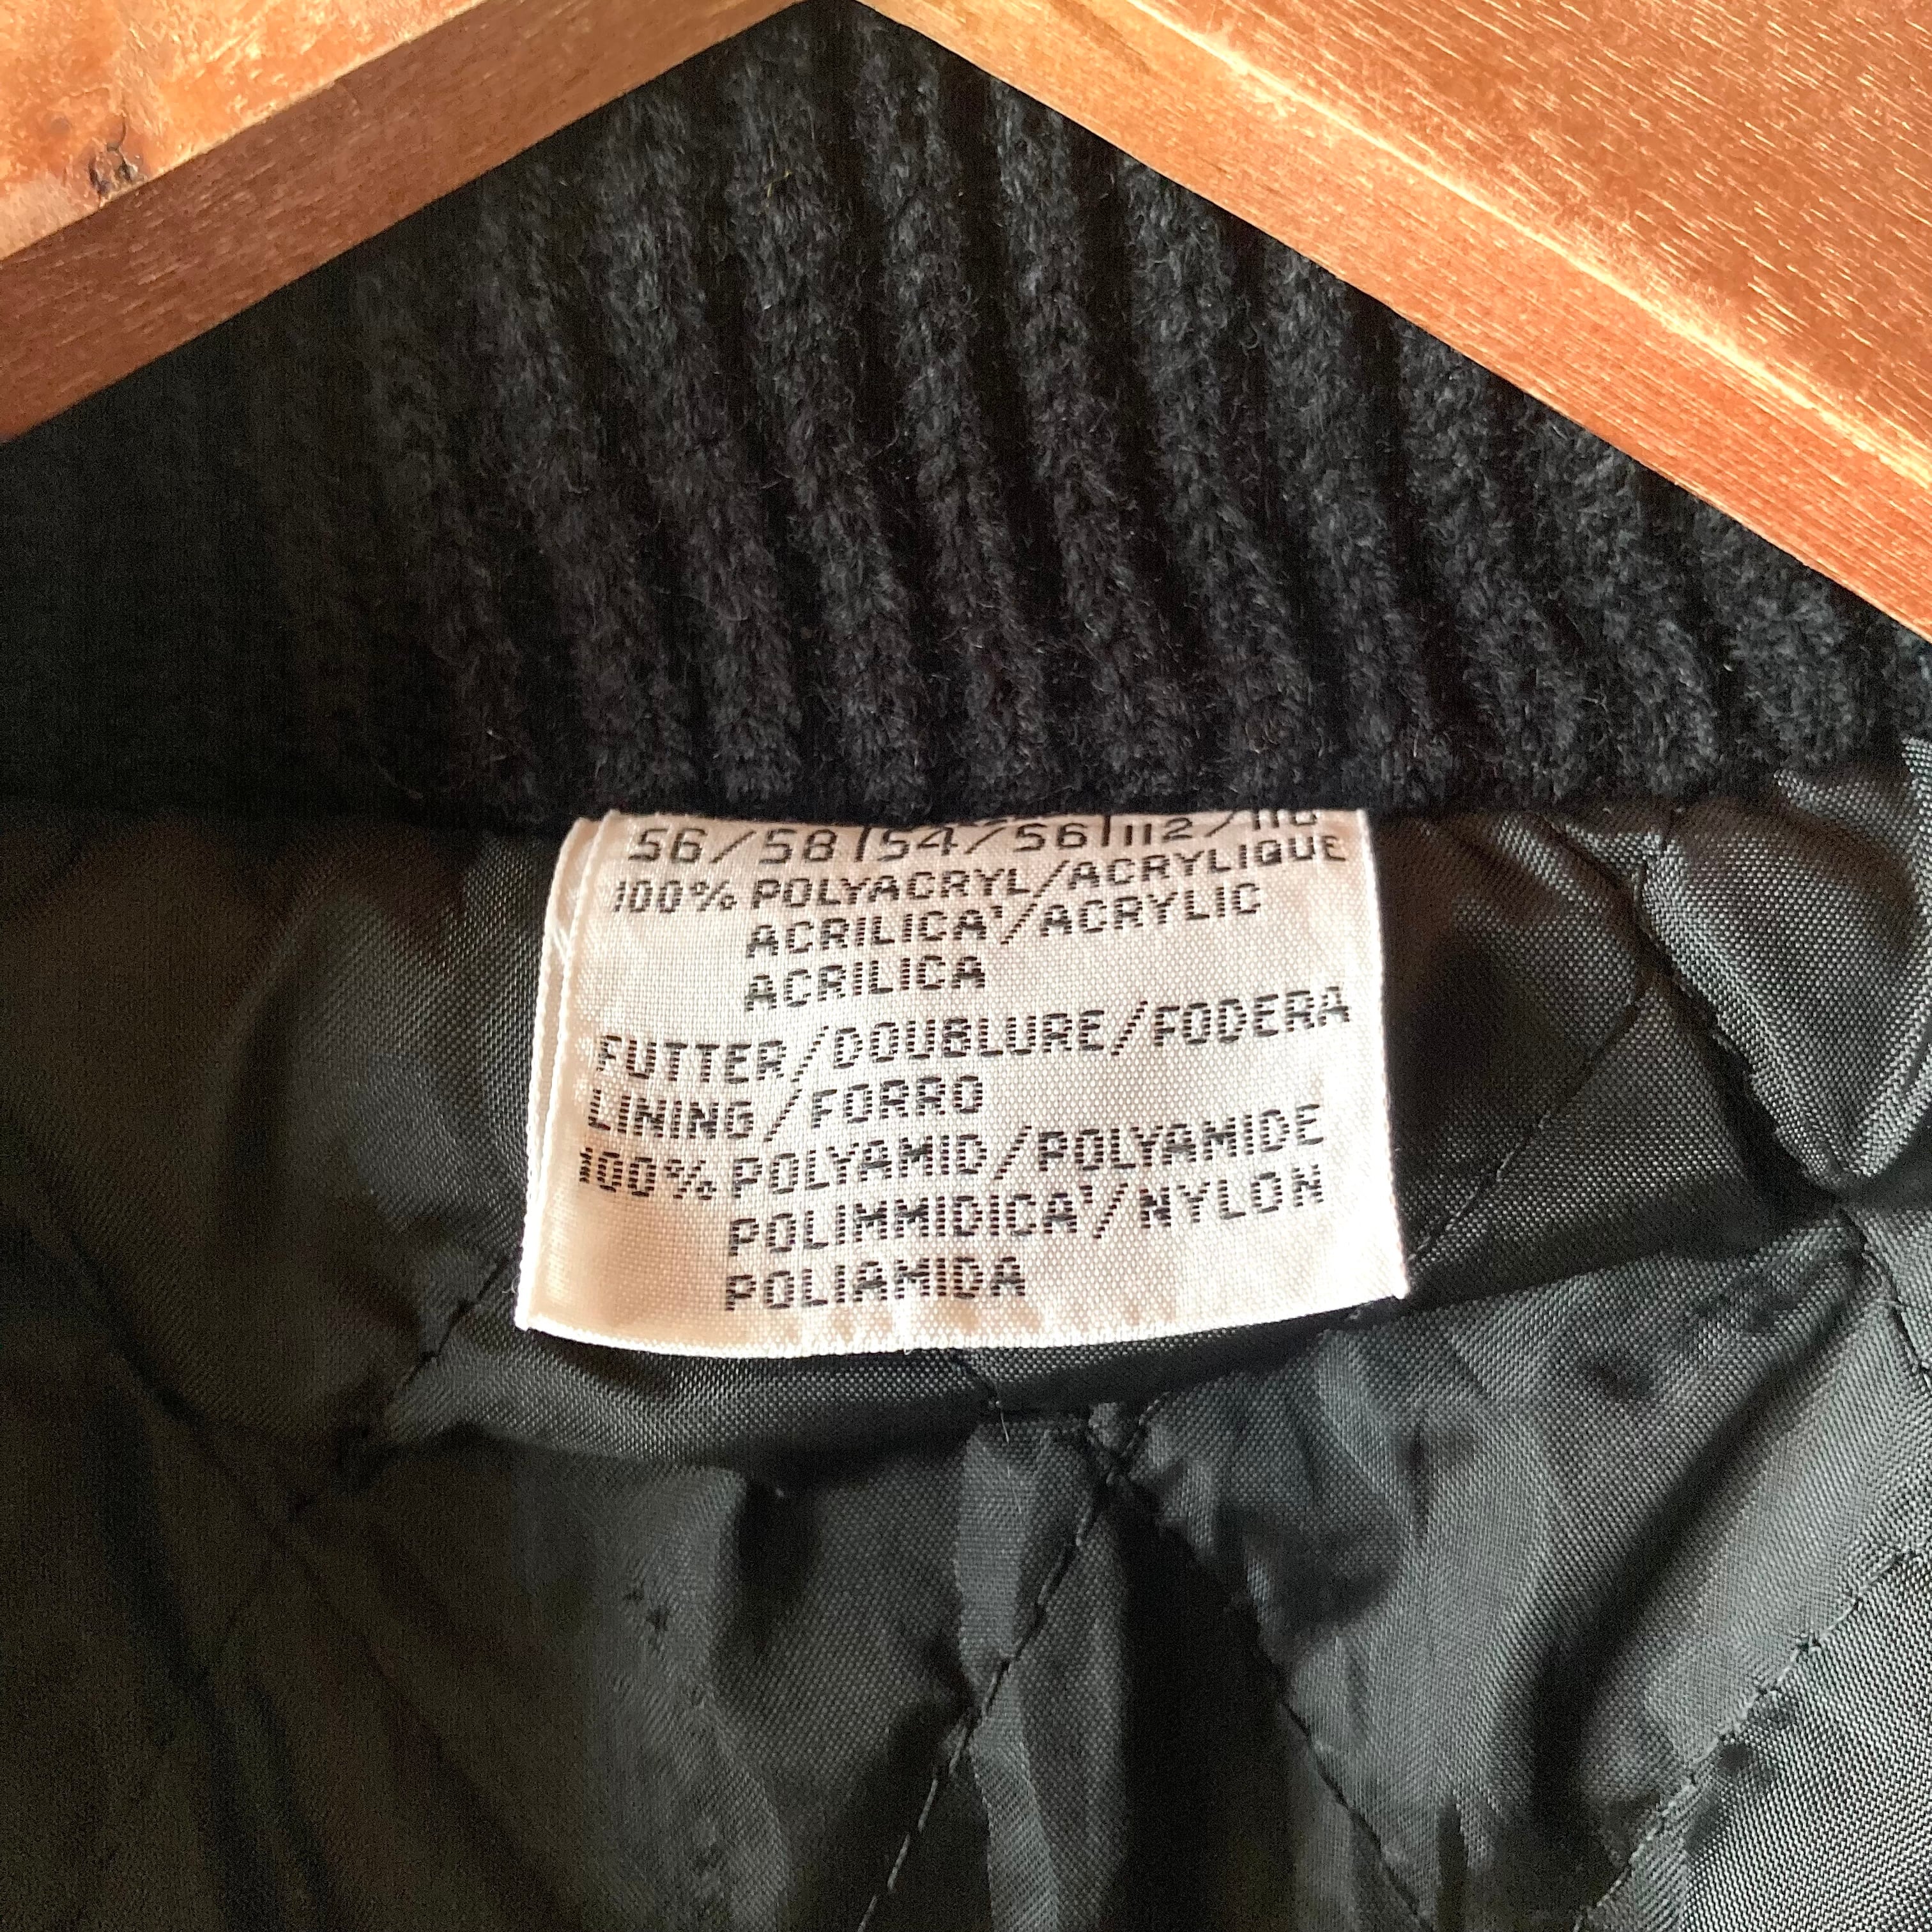 56/58|54/56|112/116
100% POLYACRYL/ACRYLIQUE
ACRILICA'/ACRYLIC
ACRILICA
FUTTER/DOUBLURE/FODERA
LINING/FORRO
100% POLYAMID/POLYAMIDE
POLIMMIDICA'/NYLON
POLIAMIDA